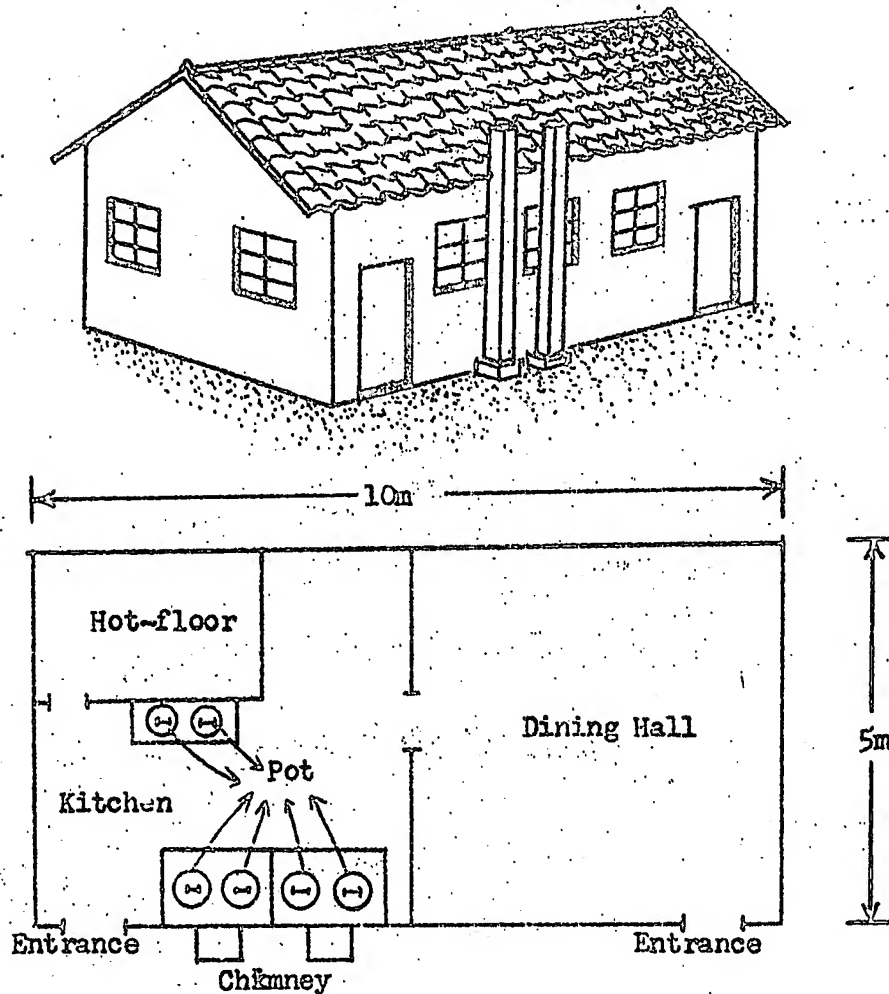 10m
Hot-floor
Dining Hall
5m
Pot
Kitchen
Entrance
Entrance
Chimney